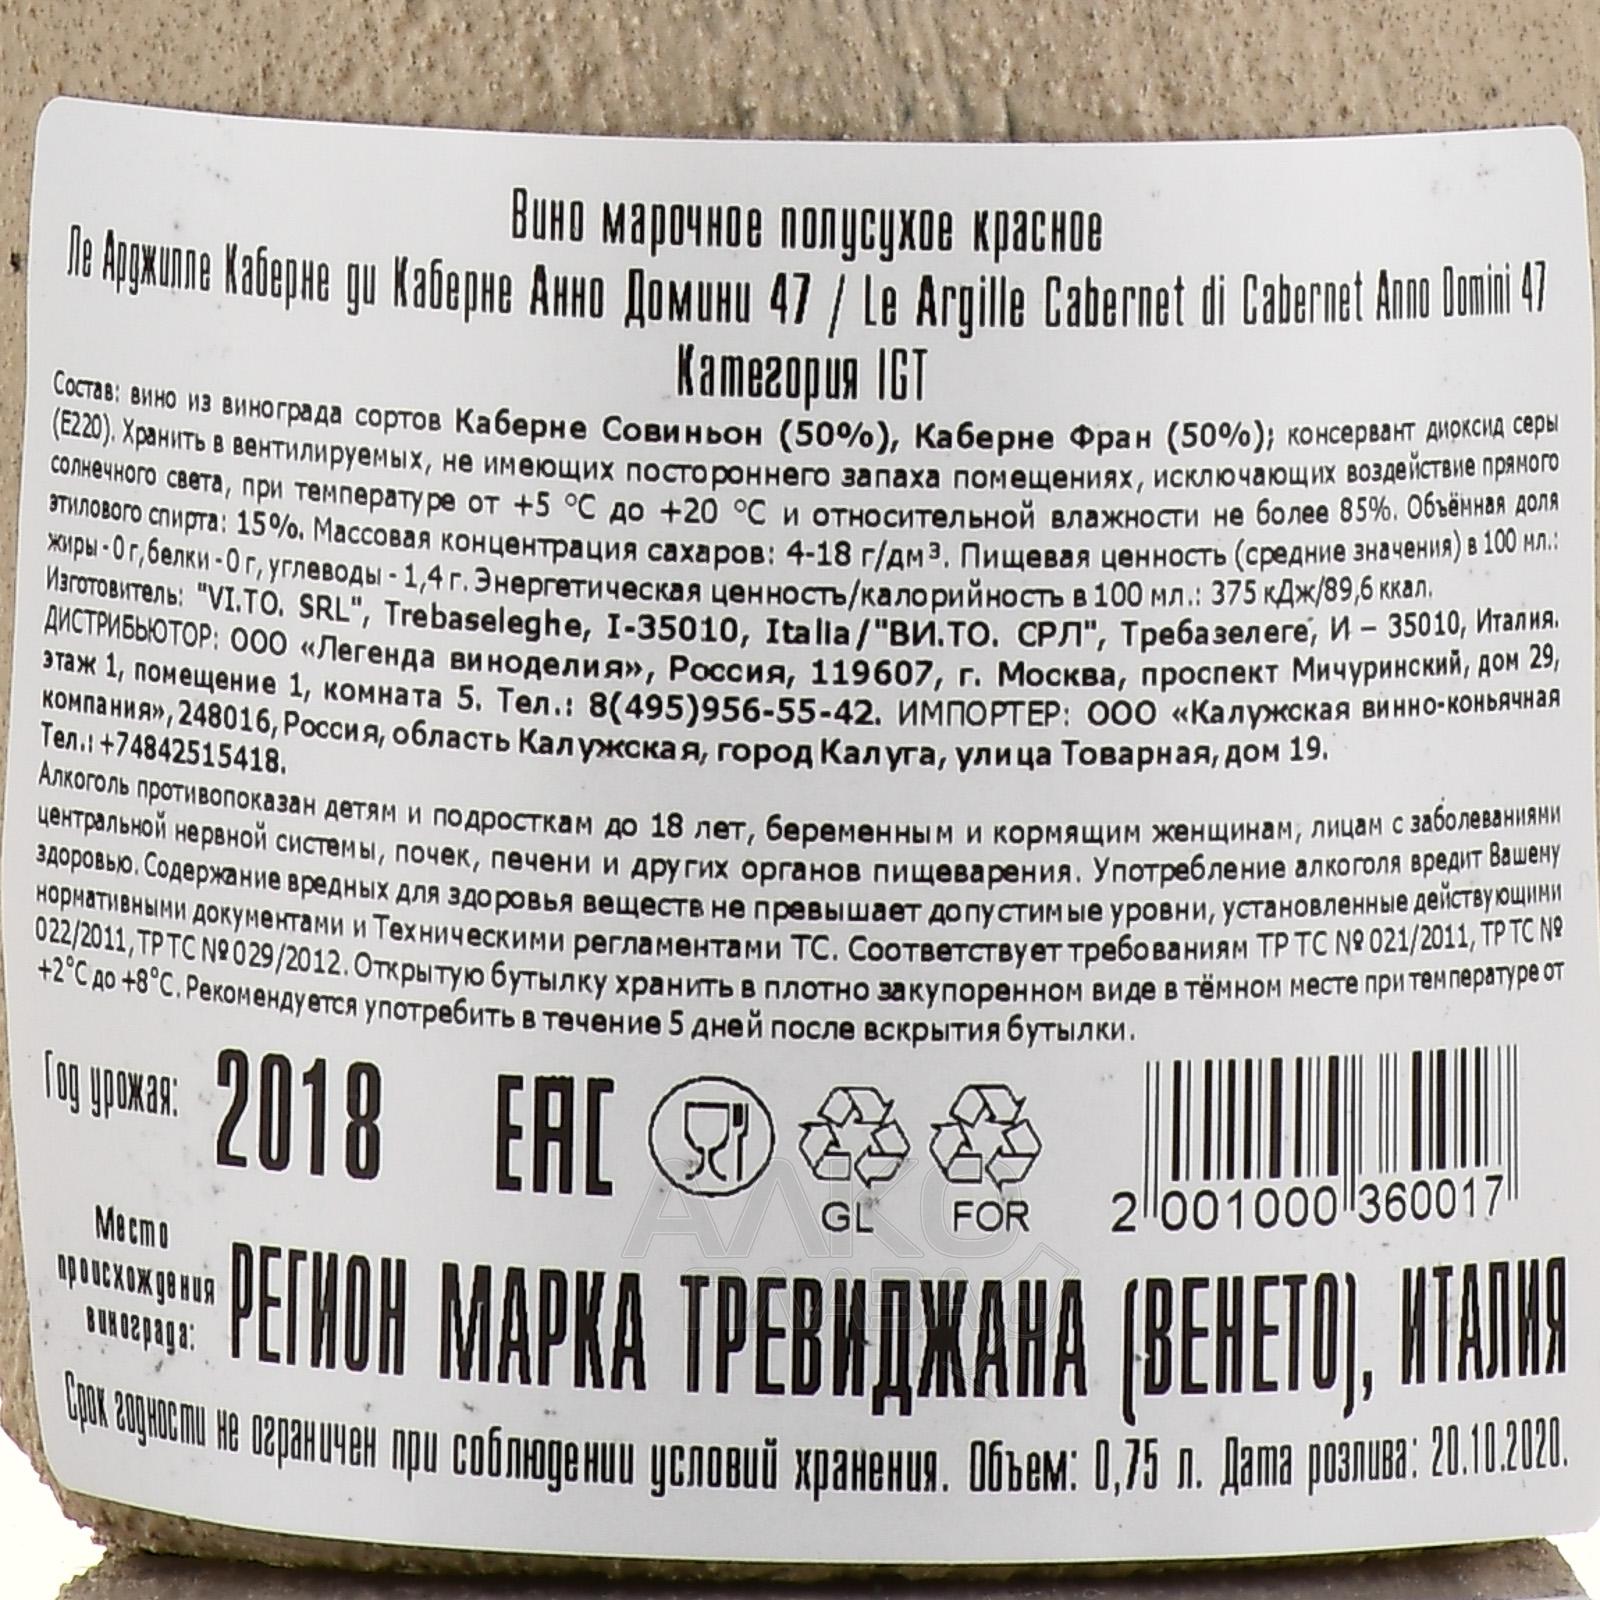 Вино марочное полусухое красное
Ле Арджилле Каберне ди Каберне Анно Домини 47 / Le Argille Cabernet di Cabernet Anno Domini 47
Категория IGT
Состав: вино из винограда сортов Каберне Совиньон (50%), Каберне Фран (50%); консервант диоксид серы
(Е220). Хранить в вентилируемых, не имеющих постороннего запаха помещениях, исключающих воздействие прямого
солнечного света, при температуре от +5 °С до +20 °С и относительной влажности не более 85%. Объёмная доля
этилового спирта: 15%. Массовая концентрация сахаров: 4-18 г/дм³. Пищевая ценность (средние значения) в 100 мл.:
жиры - 0 г, белки - 0 г, углеводы - 1,4 г. Энергетическая ценность/калорийность в 100 мл.: 375 кДж/89,6 ккал.
Изготовитель: "VI.TO. SRL", Trebaseleghe, I-35010, Italia/"ВИ.ТО. СРЛ", Требазелеге, И – 35010, Италия.
ДИСТРИБЬЮТОР: ООО «Легенда виноделия», Россия, 119607, г. Москва, проспект Мичуринский, дом 29,
этаж 1, помещение 1, комната 5. Тел.: 8(495)956-55-42. ИМПОРТЕР: ООО «Калужская винно-коньячная
компания», 248016, Россия, область Калужская, город Калуга, улица Товарная, дом 19.
Тел.: +74842515418.
Алкоголь противопоказан детям и подросткам до 18 лет, беременным и кормящим женщинам, лицам с заболеваниями
центральной нервной системы, почек, печени и других органов пищеварения. Употребление алкоголя вредит Вашему
здоровью. Содержание вредных для здоровья веществ не превышает допустимые уровни, установленные действующими
нормативными документами и Техническими регламентами ТС. Соответствует требованиям ТР ТС № 021/2011, ТР ТС №
022/2011, ТР ТС № 029/2012. Открытую бутылку хранить в плотно закупоренном виде в тёмном месте при температуре от
+2°С до +8°С. Рекомендуется употребить в течение 5 дней после вскрытия бутылки.
Год урожая: 2018 EAC
GL FOR
2 001000 360017
Место происхождения винограда: РЕГИОН МАРКА ТРЕВИДЖАНА (ВЕНЕТО), ИТАЛИЯ
Срок годности не ограничен при соблюдении условий хранения. Объем: 0,75 л. Дата розлива: 20.10.2020.